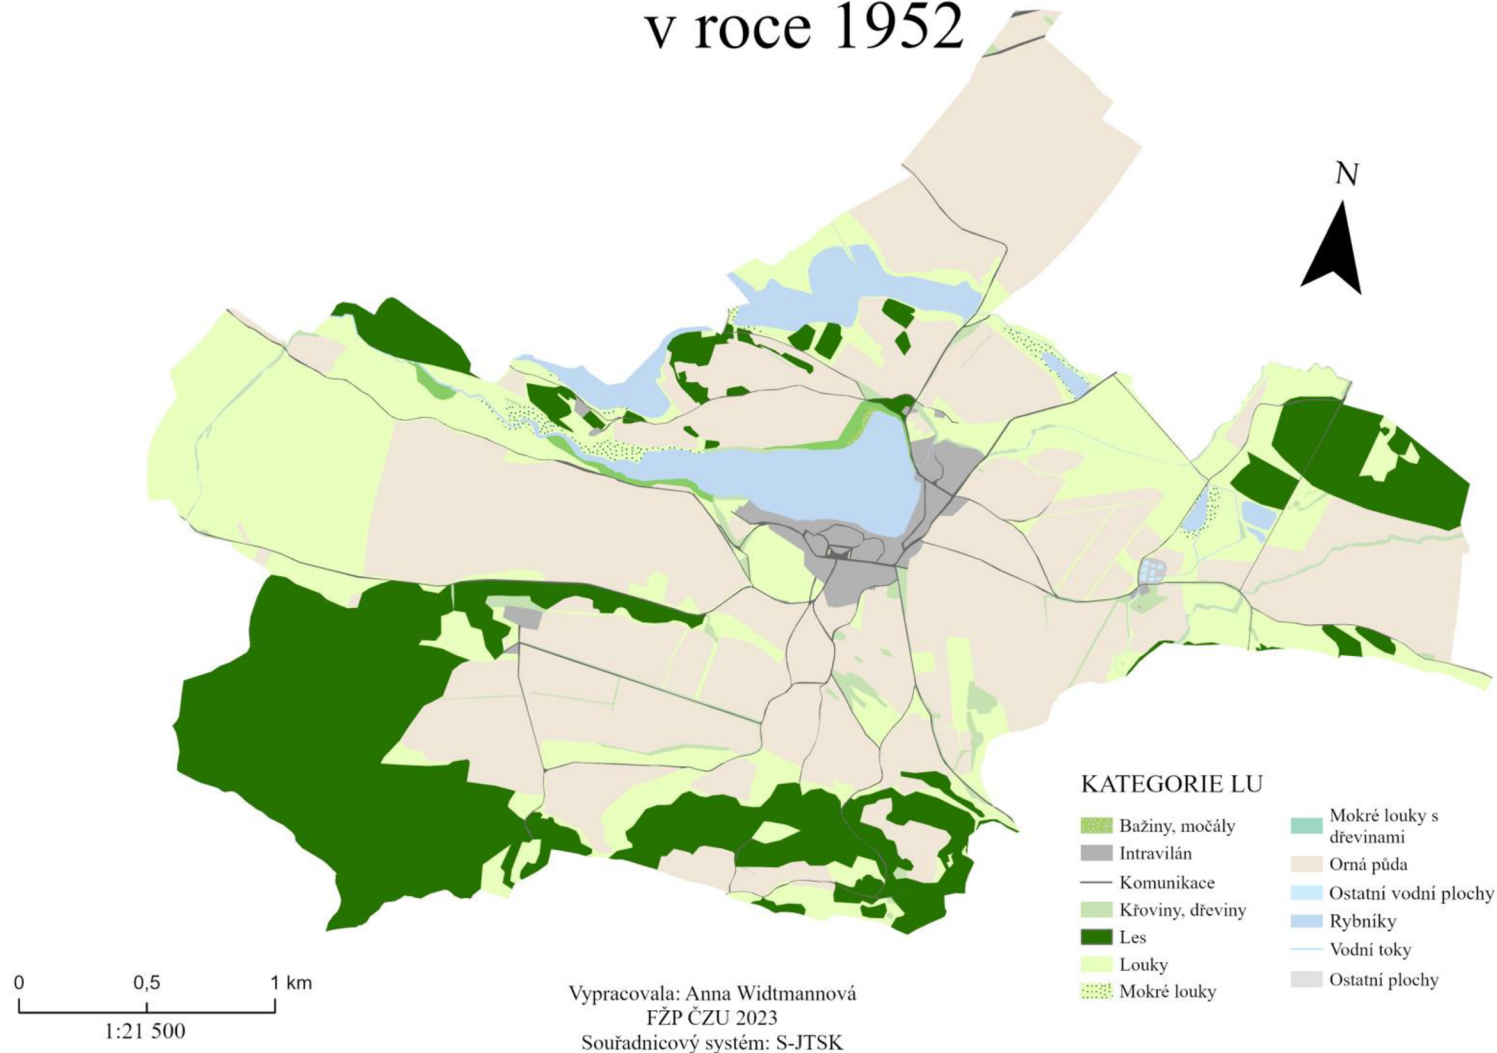 v roce 1952
N
KATEGORIE LU
Bažiny, močály
Intravilán
Komunikace
Křoviny, dřeviny
Les
Louky
Mokré louky
Mokré louky s
dřevinami
Orná půda
Ostatní vodní plochy
Rybníky
Vodní toky
Ostatní plochy
0 0,5 1 km
1:21 500
Vypracovala: Anna Widtmannová
FŽP ČZU 2023
Souřadnicový systém: S-JTSK